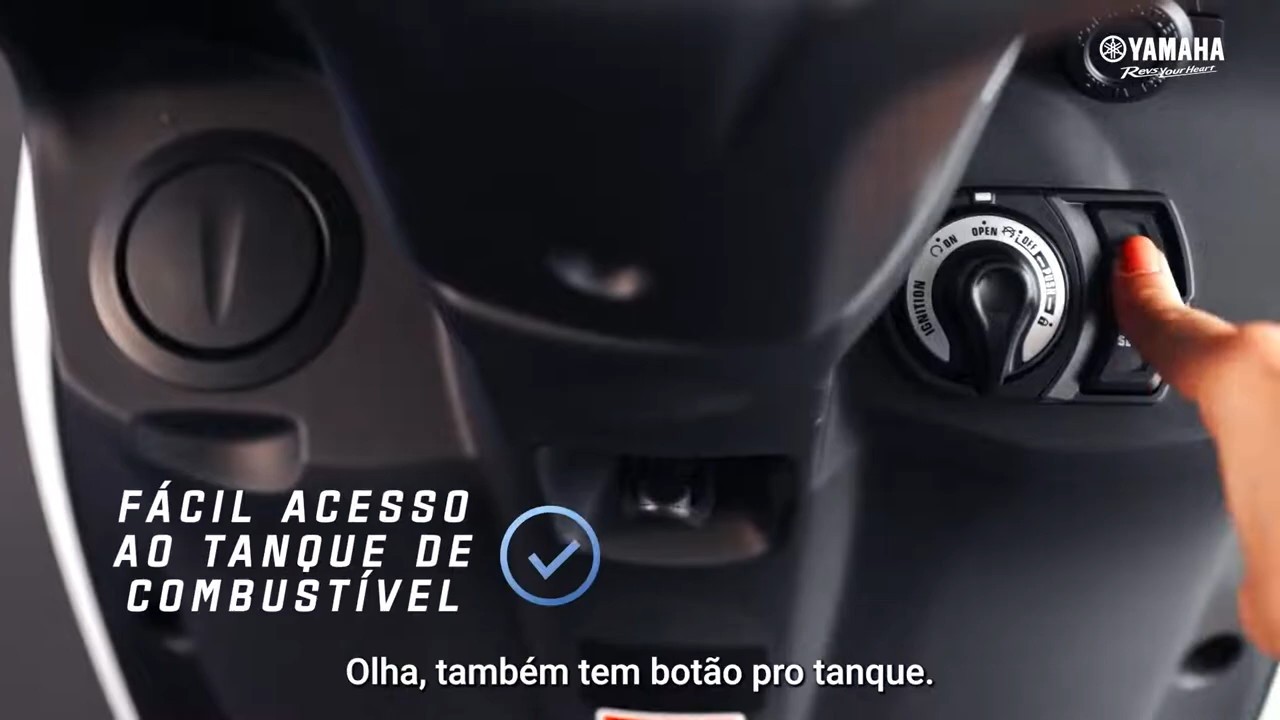 YAMAHA
Revs Your Heart
ON
OPEN
OFF
IGNITION
FÁCIL ACESSO
AO TANQUE DE
COMBUSTÍVEL
Olha, também tem botão pro tanque.